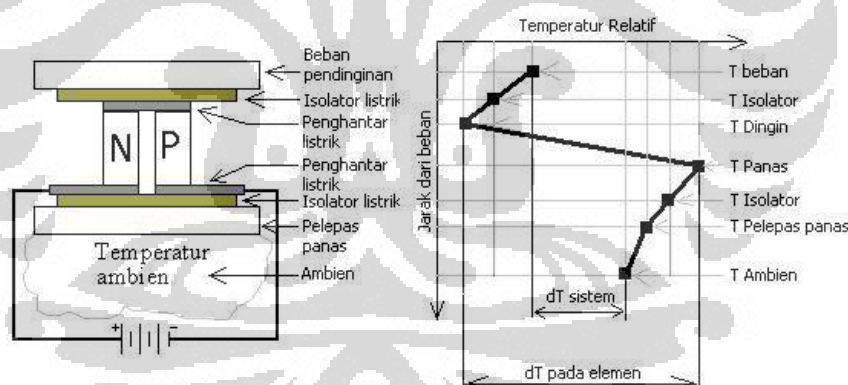 Beban
pendinginan
Isolator listrik
Penghantar
listrik
Penghantar
listrik
Isolator listrik
Pelepas
panas
Ambien
N P
Temperatur
ambien
+ -
Temperatur Relatif
Jarak dari beban
T beban
T Isolator
T Dingin
T Panas
T Isolator
T Pelepas panas
T Ambien
dT sistem
dT pada elemen